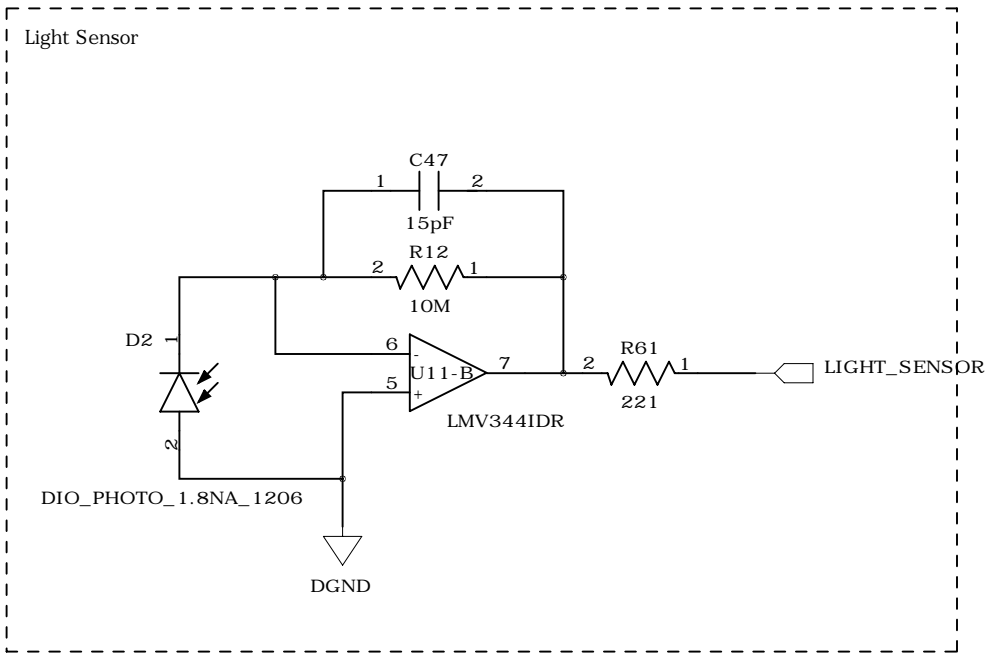 Light Sensor
C47
1 2
15pF
R12
2 1
10M
D2 1
6 -
U11-B
7
5 +
LMV344IDR
2 R61 1
221
LIGHT_SENSOR
2
DIO_PHOTO_1.8NA_1206
DGND